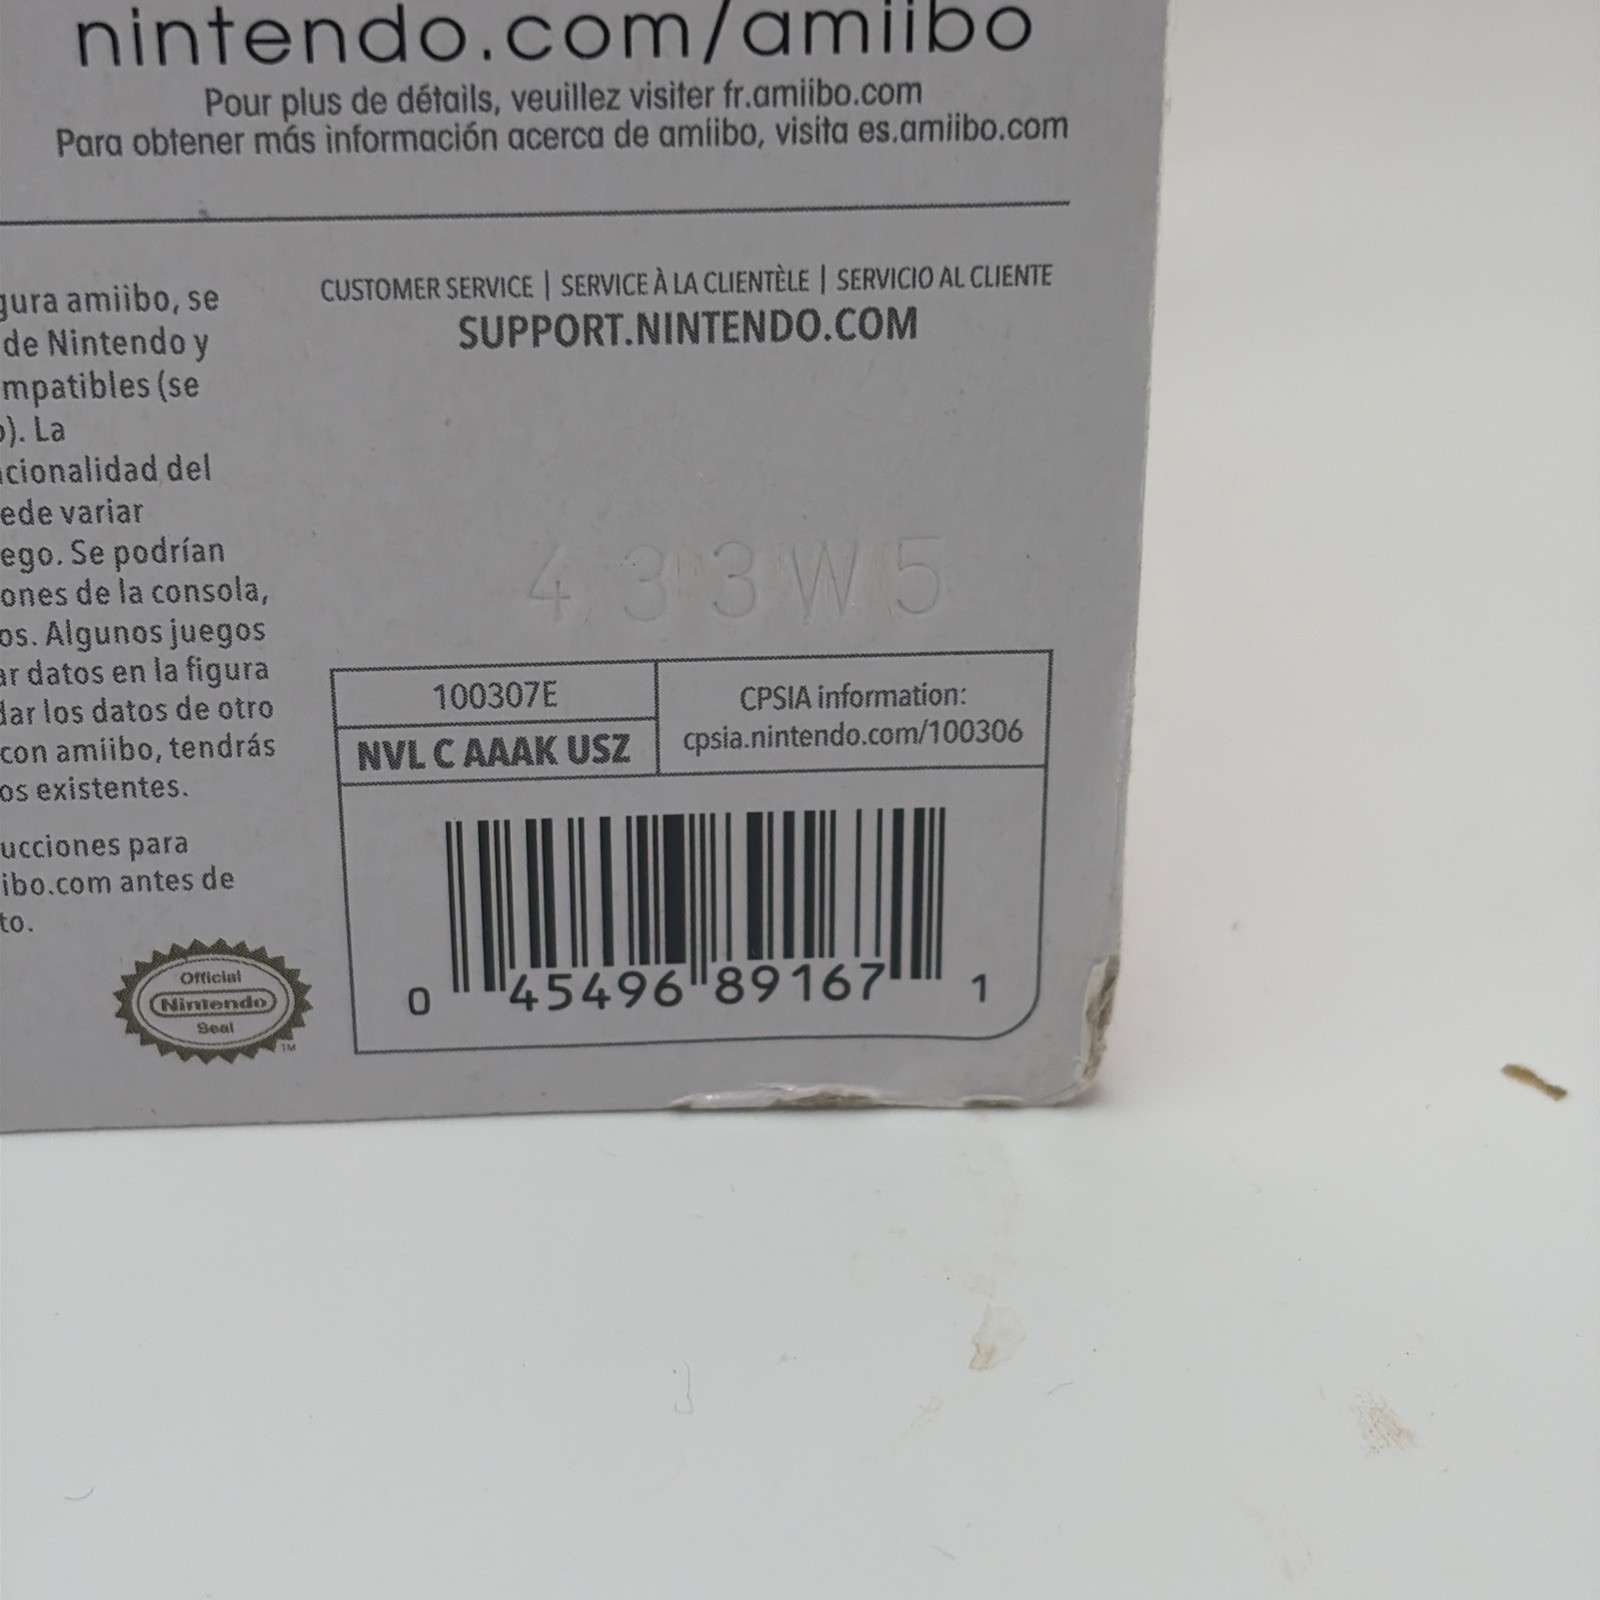 nintendo.com/amiibo
Pour plus de détails, veuillez visiter fr.amiibo.com
Para obtener más información acerca de amiibo, visita es.amiibo.com
gura amiibo, se
de Nintendo y
mpatibles (se
o). La
cionalidad del
ede variar
ego. Se podrían
ones de la consola,
os. Algunos juegos
ar datos en la figura
dar los datos de otro
con amiibo, tendrás
os existentes.
ucciones para
ibo.com antes de
to.
CUSTOMER SERVICE | SERVICE À LA CLIENTÈLE | SERVICIO AL CLIENTE
SUPPORT.NINTENDO.COM
433W5
100307E
NVL C AAAK USZ
CPSIA information:
cpsia.nintendo.com/100306
0 45496 89167 1
Official
Nintendo
Seal
TM